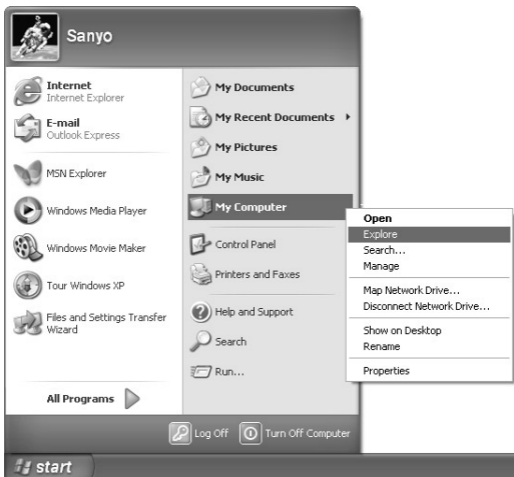 Sanyo
Internet
Internet Explorer
E-mail
Outlook Express
MSN Explorer
Windows Media Player
Windows Movie Maker
Tour Windows XP
Files and Settings Transfer
Wizard
All Programs
My Documents
My Recent Documents
My Pictures
My Music
My Computer
Control Panel
Printers and Faxes
Help and Support
Search
Run...
Open
Explore
Search...
Manage
Map Network Drive...
Disconnect Network Drive...
Show on Desktop
Rename
Properties
Log Off
Turn Off Computer
start